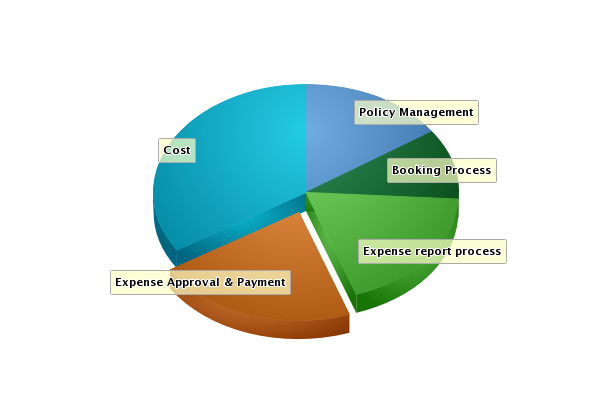 Policy Management
Cost
Booking Process
Expense report process
Expense Approval & Payment